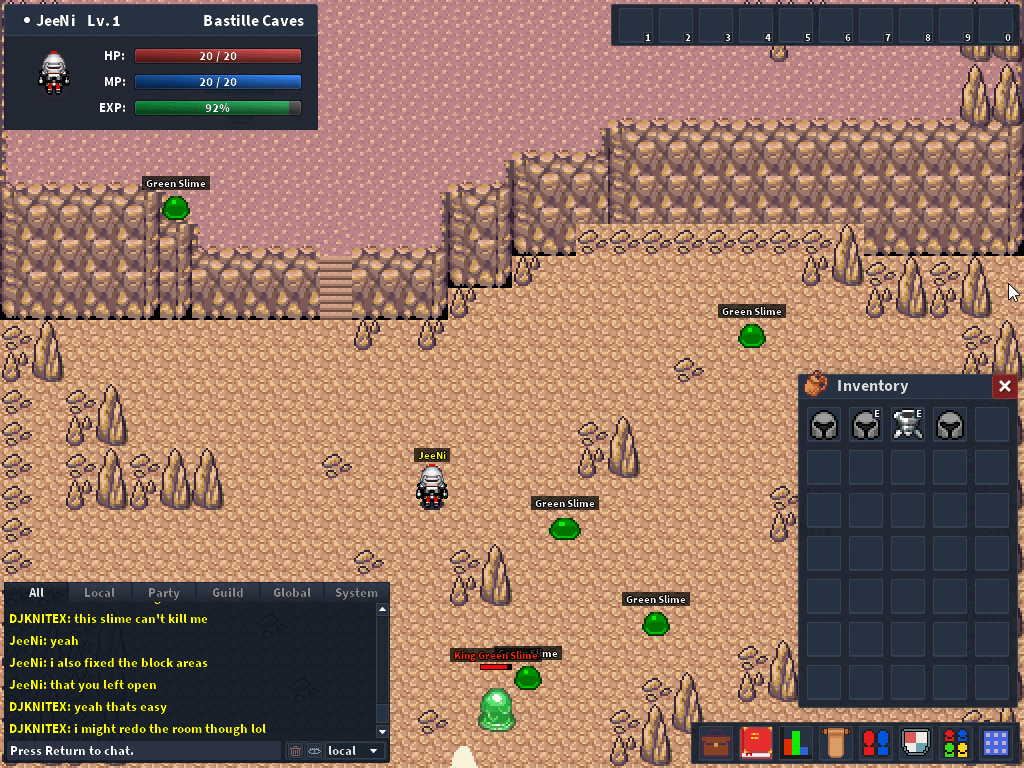 • JeeNi Lv. 1 Bastille Caves
HP: 20 / 20
MP: 20 / 20
EXP: 92%
1 2 3 4 5 6 7 8 9 0
Green Slime
Green Slime
Inventory
E E
JeeNi
Green Slime
Green Slime
King Green Slime me
All Local Party Guild Global System
DJKNITEX: this slime can't kill me
JeeNi: yeah
JeeNi: i also fixed the block areas
JeeNi: that you left open
DJKNITEX: yeah thats easy
DJKNITEX: i might redo the room though lol
Press Return to chat. local